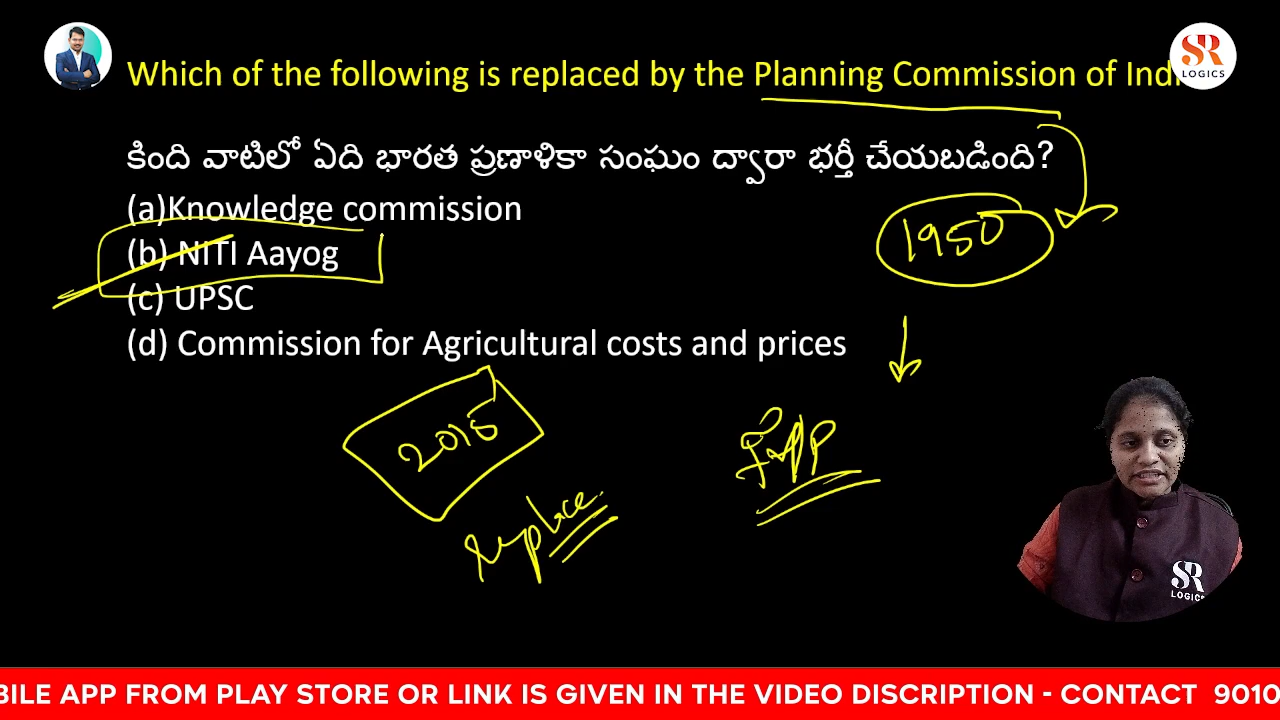 Which of the following is replaced by the Planning Commission of Indi
SR
LOGICS
కింది వాటిలో ఏది భారత ప్రణాళికా సంఘం ద్వారా భర్తీ చేయబడింది?
(a)Knowledge commission
(b) NITI Aayog
1950
(c) UPSC
(d) Commission for Agricultural costs and prices
2015
replace
SR
LOGICS
BILE APP FROM PLAY STORE OR LINK IS GIVEN IN THE VIDEO DISCRIPTION - CONTACT 9010